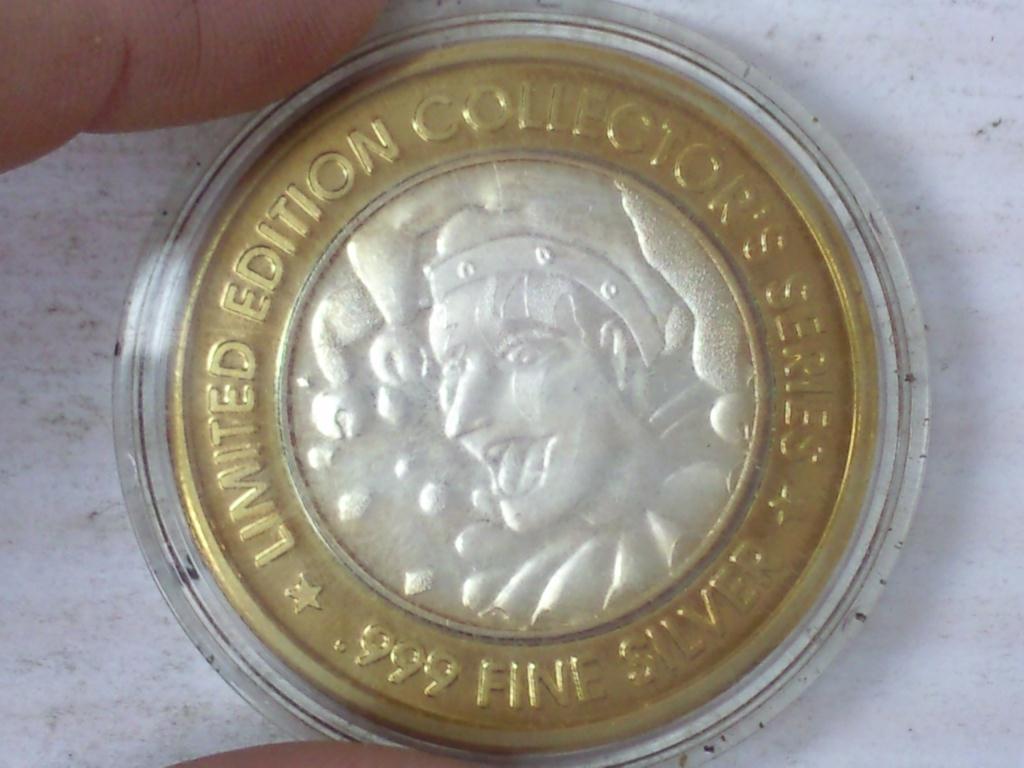 LIMITED EDITION COLLECTOR'S SERIES
.999 FINE SILVER